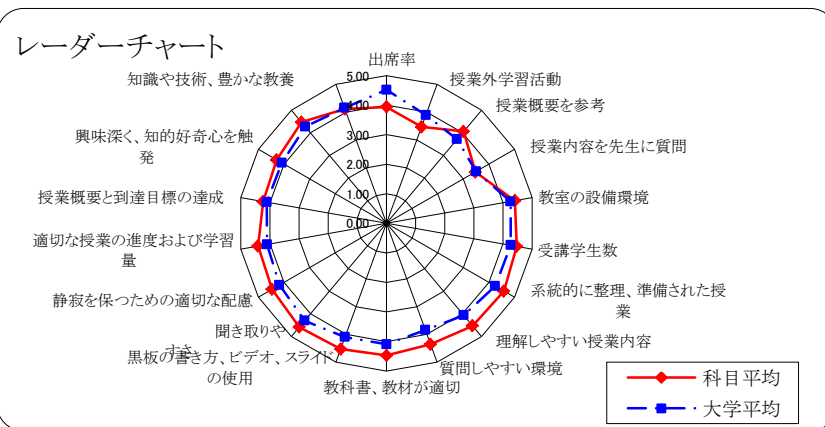 レーダーチャート
出席率
授業外学習活動
授業概要を参考
授業内容を先生に質問
教室の設備環境
受講学生数
系統的に整理、準備された授
業
理解しやすい授業内容
質問しやすい環境
教科書、教材が適切
黒板の書き方、ビデオ、スライド
の使用
聞き取りや
すさ
静寂を保つための適切な配慮
適切な授業の進度および学習
量
授業概要と到達目標の達成
興味深く、知的好奇心を触
発
知識や技術、豊かな教養
5.00
4.00
3.00
2.00
1.00
0.00
科目平均
大学平均